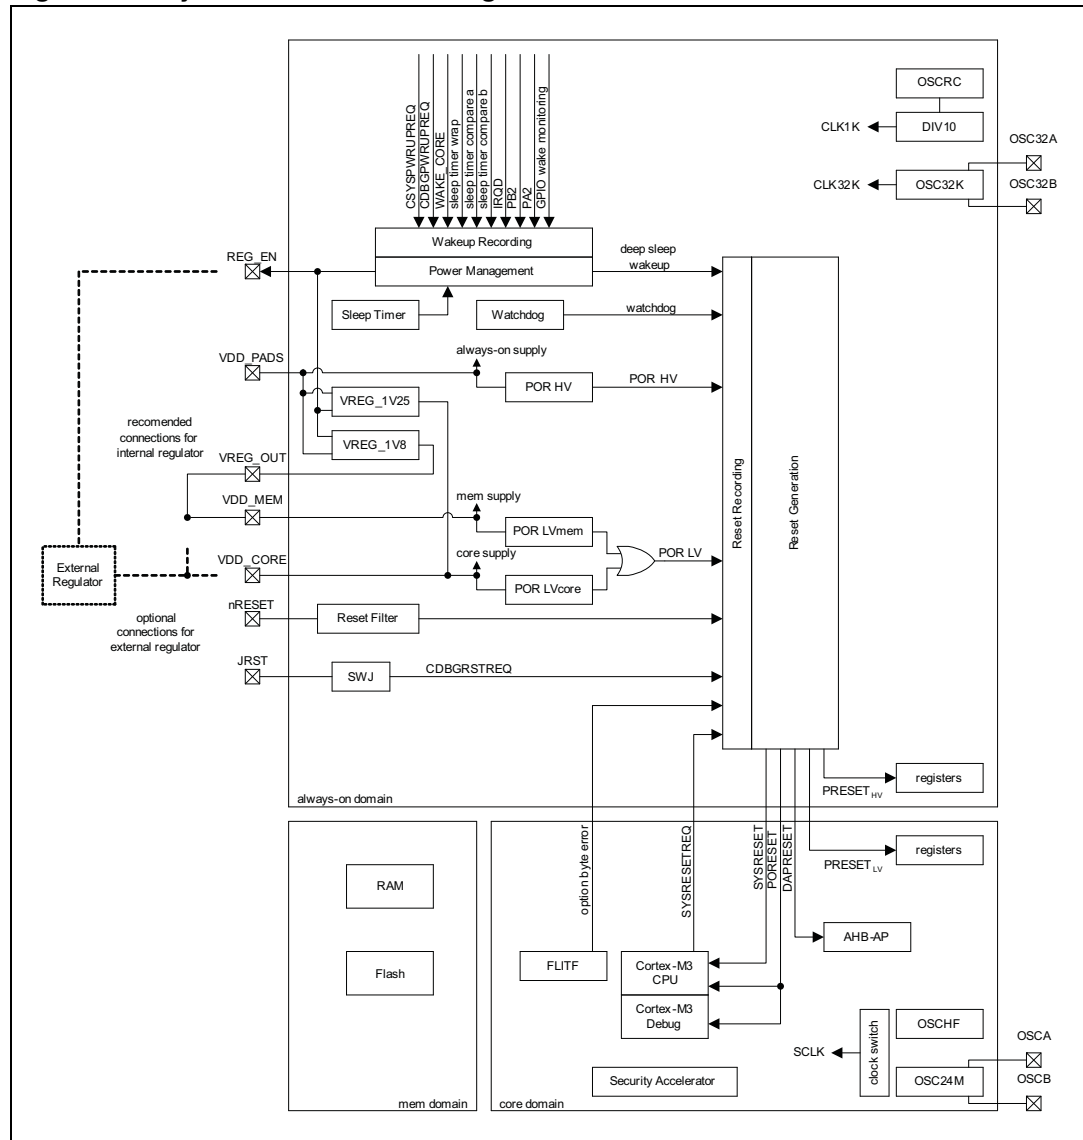 CSYSPWRUPREQ
CDBGPWRUPREQ
WAKE_CORE
sleep timer wrap
sleep timer compare a
sleep timer compare b
IRQD
PB2
PA2
GPIO wake monitoring
OSCRC
CLK1K
DIV10
OSC32A
CLK32K
OSC32K
OSC32B
Wakeup Recording
Power Management
deep sleep
wakeup
REG_EN
Sleep Timer
Watchdog
watchdog
VDD_PADS
always-on supply
POR HV
POR HV
VREG_1V25
recomended
connections for
internal regulator
VREG_1V8
VREG_OUT
VDD_MEM
mem supply
POR LVmem
Reset Recording
Reset Generation
External
Regulator
VDD_CORE
core supply
POR LV
POR LVcore
nRESET
Reset Filter
optional
connections for
external regulator
JRST
SWJ
CDBGRSTREQ
registers
PRESET HV
always-on domain
option byte error
SYSRESETREQ
SYSRESET
PORESET
DAPRESET
registers
PRESET LV
RAM
AHB-AP
Flash
FLITF
Cortex-M3
CPU
Cortex-M3
Debug
OSCHF
SCLK
clock switch
OSCA
Security Accelerator
OSC24M
OSCB
mem domain
core domain